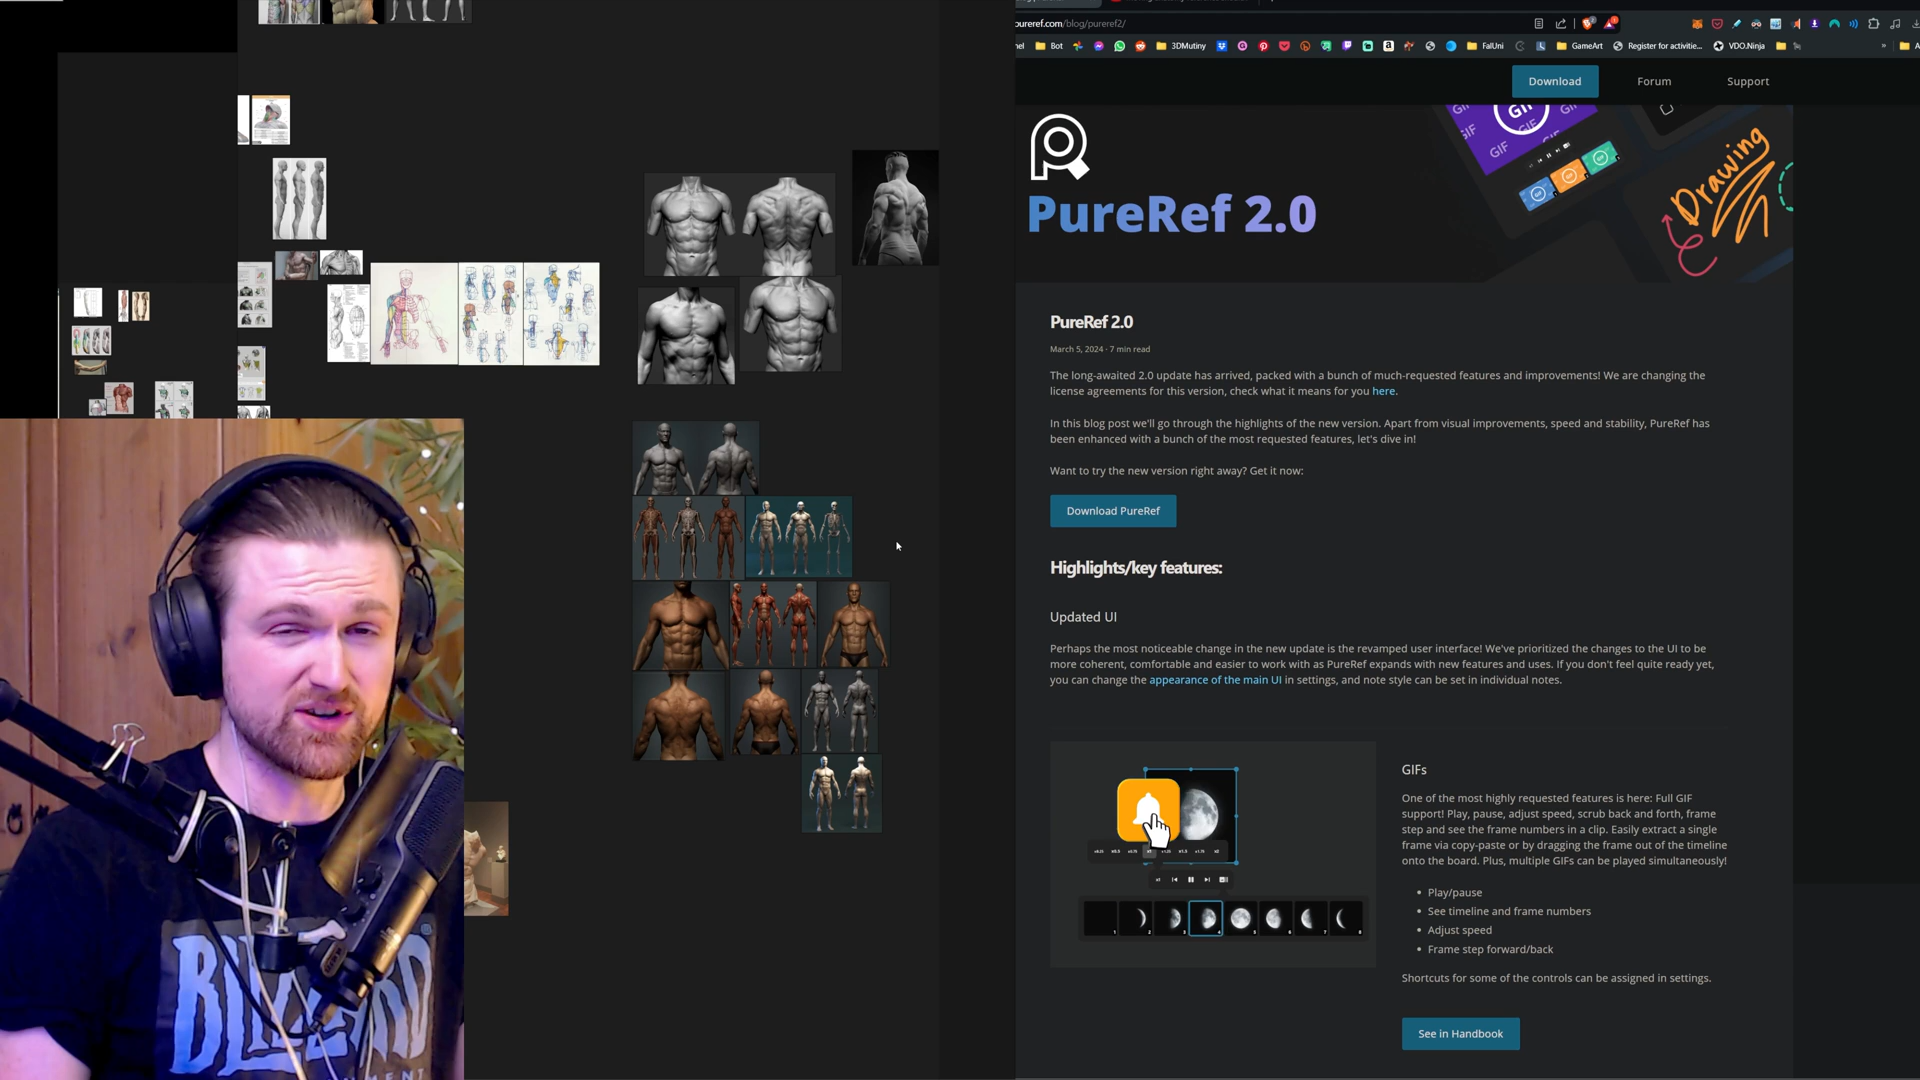 pureref.com/blog/pureref2/
Bot
3DMutiny
FalUni
GameArt
Register for activitie...
VDO.Ninja
»
Download
Forum
Support
GIF
GIF
GIF
Drawing
PureRef 2.0
PureRef 2.0
March 5, 2024 · 7 min read
The long-awaited 2.0 update has arrived, packed with a bunch of much-requested features and improvements! We are changing the
license agreements for this version, check what it means for you here.
In this blog post we'll go through the highlights of the new version. Apart from visual improvements, speed and stability, PureRef has
been enhanced with a bunch of the most requested features, let's dive in!
Want to try the new version right away? Get it now:
Download PureRef
Highlights/key features:
Updated UI
Perhaps the most noticeable change in the new update is the revamped user interface! We've prioritized the changes to the UI to be
more coherent, comfortable and easier to work with as PureRef expands with new features and uses. If you don't feel quite ready yet,
you can change the appearance of the main UI in settings, and note style can be set in individual notes.
GIFs
One of the most highly requested features is here: Full GIF
support! Play, pause, adjust speed, scrub back and forth, frame
step and see the frame numbers in a clip. Easily extract a single
frame via copy-paste or by dragging the frame out of the timeline
onto the board. Plus, multiple GIFs can be played simultaneously!
• Play/pause
• See timeline and frame numbers
• Adjust speed
• Frame step forward/back
Shortcuts for some of the controls can be assigned in settings.
See in Handbook
1 2 3 4 5 6 7 8